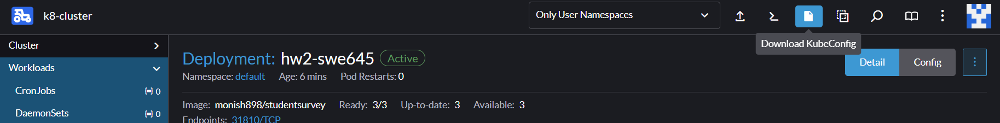 k8-cluster
Only User Namespaces
Download KubeConfig
Cluster
Workloads
CronJobs 0
DaemonSets 0
Deployment: hw2-swe645 Active
Detail Config
Namespace: default Age: 6 mins Pod Restarts: 0
Image: monish898/studentsurvey Ready: 3/3 Up-to-date: 3 Available: 3
Endpoints: 31810/TCP